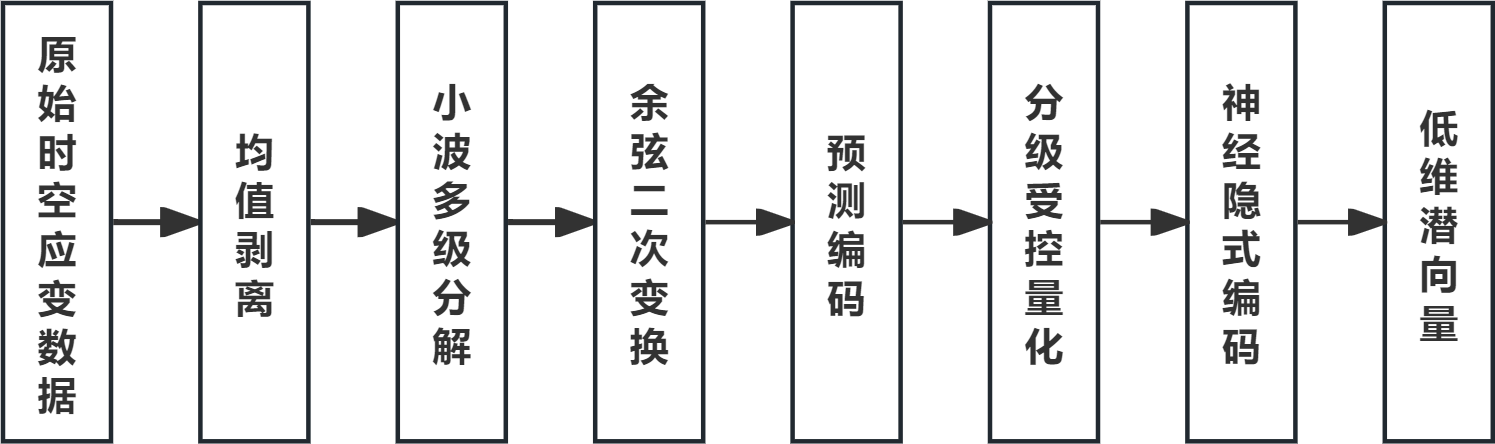 原始时空应变数据
均值剥离
小波多级分解
余弦二次变换
预测编码
分级受控量化
神经隐式编码
低维潜向量